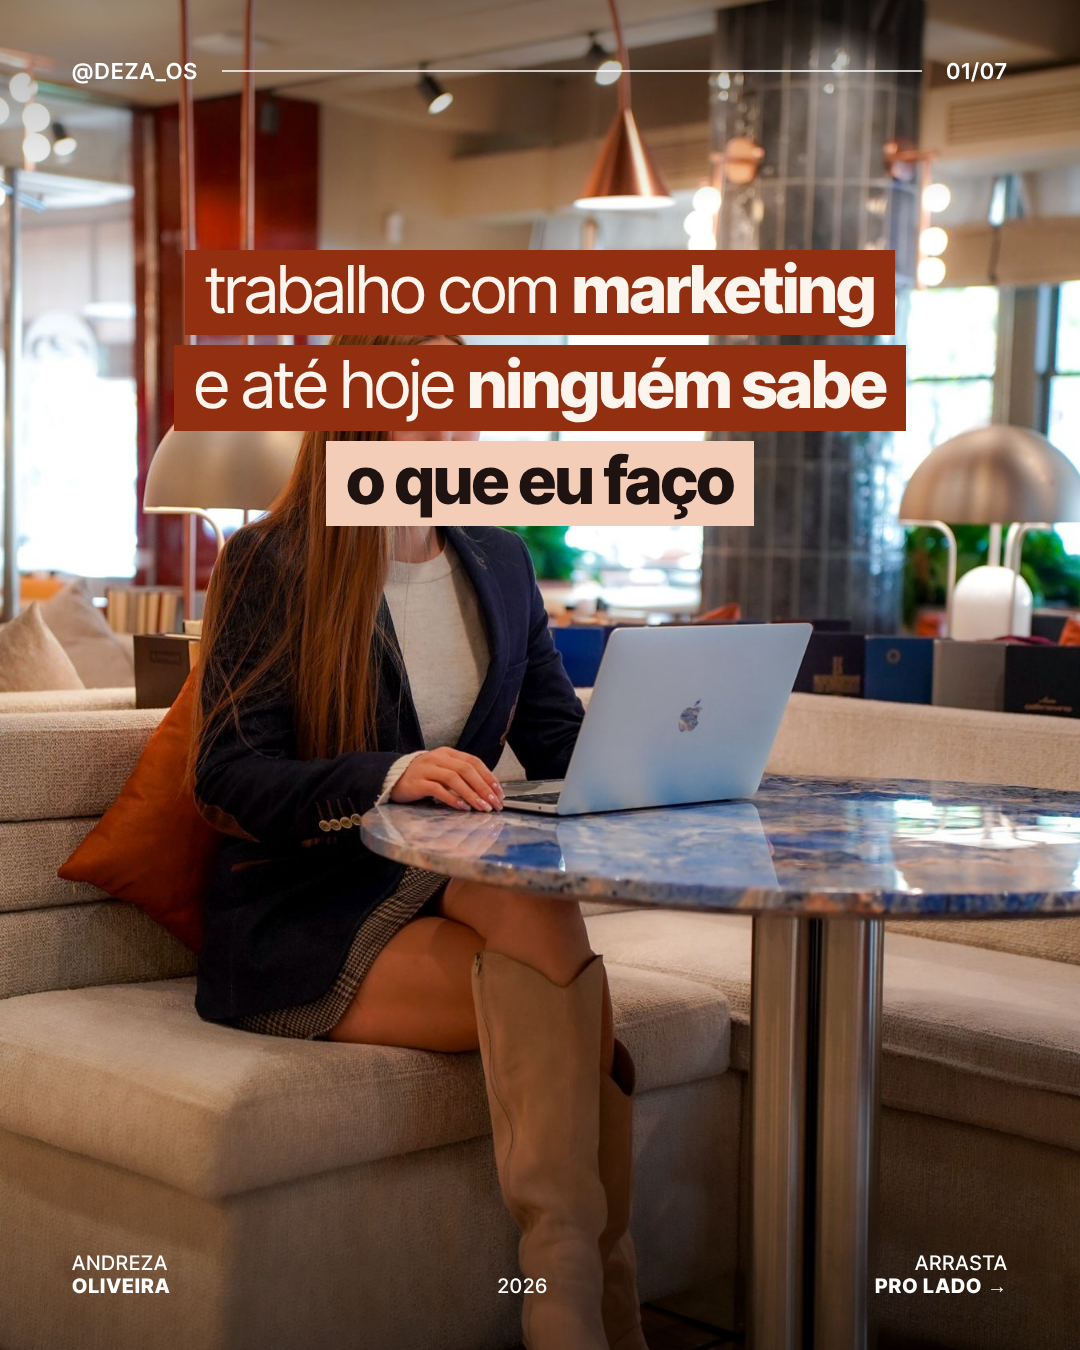 @DEZA_OS
01/07
trabalho com marketing
e até hoje ninguém sabe
o que eu faço
ANDREZA
OLIVEIRA
2026
ARRASTA
PRO LADO →